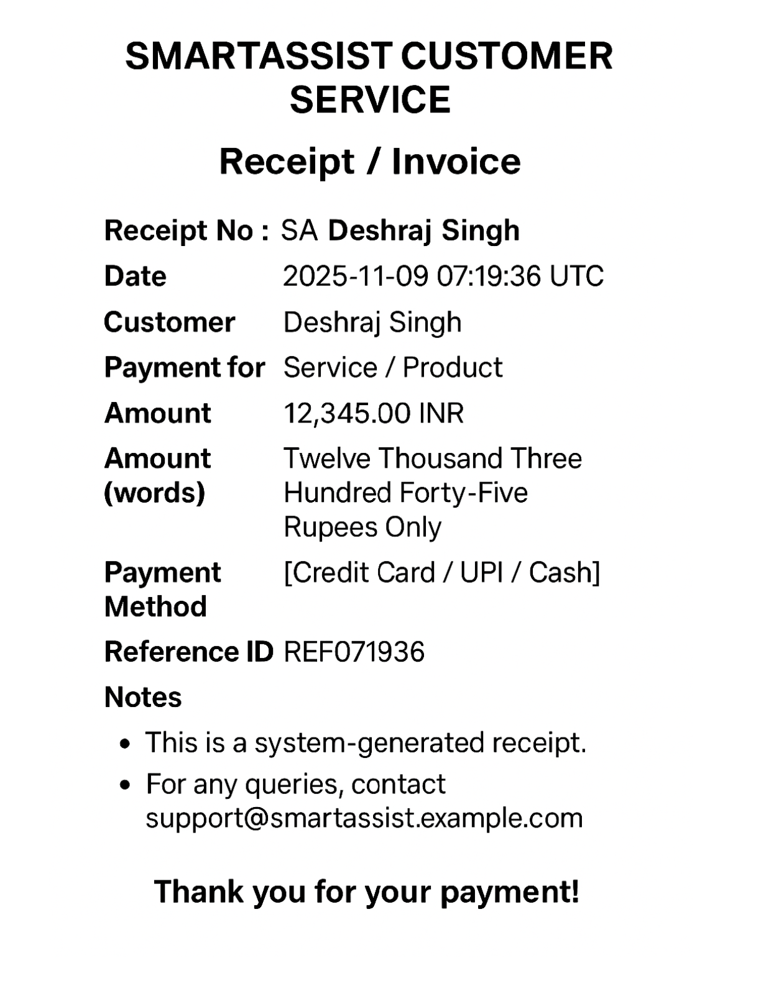 SMARTASSIST CUSTOMER
SERVICE
Receipt / Invoice
Receipt No : SA Deshraj Singh
Date 2025-11-09 07:19:36 UTC
Customer Deshraj Singh
Payment for Service / Product
Amount 12,345.00 INR
Amount (words) Twelve Thousand Three
Hundred Forty-Five
Rupees Only
Payment Method [Credit Card / UPI / Cash]
Reference ID REF071936
Notes
• This is a system-generated receipt.
• For any queries, contact
support@smartassist.example.com
Thank you for your payment!